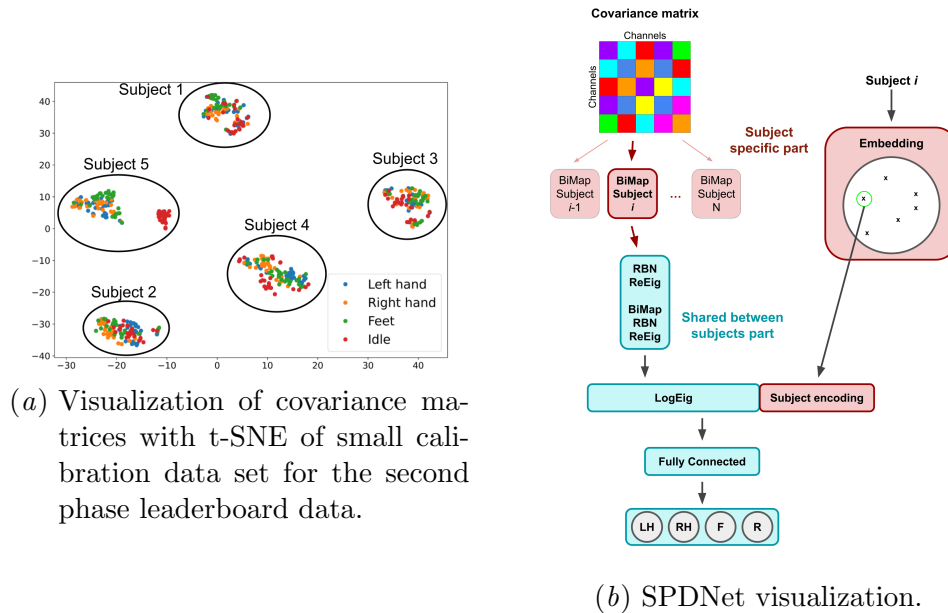 Subject 1
Subject 5
Subject 3
Subject 4
Subject 2
40
30
20
10
0
−10
−20
−30
−40
−30
−20
−10
0
10
20
30
40
Left hand
Right hand
Feet
Idle
(a) Visualization of covariance ma-
trices with t-SNE of small cali-
bration data set for the second
phase leaderboard data.
Covariance matrix
Channels
Channels
Subject
specific part
BiMap
Subject
i-1
BiMap
Subject
i
...
BiMap
Subject
N
RBN
ReEig
BiMap
RBN
ReEig
Shared between
subjects part
Subject i
Embedding
x
x
x
x
x
x
LogEig
Subject encoding
Fully Connected
LH
RH
F
R
(b) SPDNet visualization.